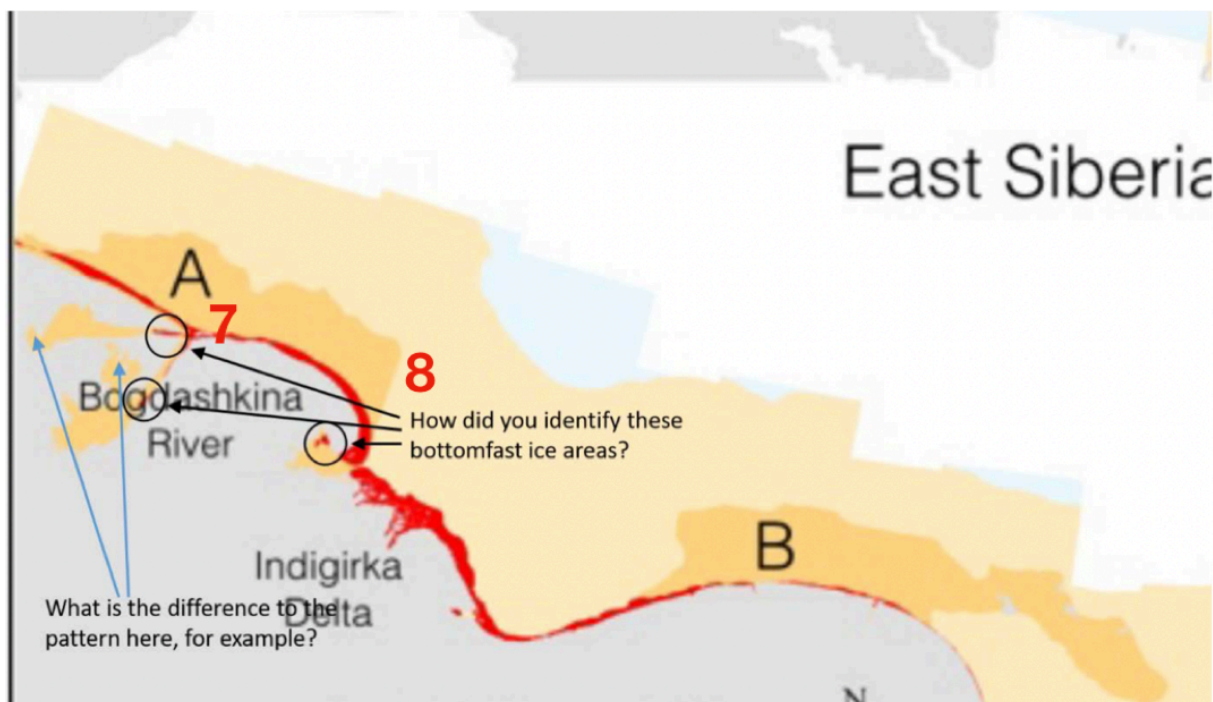 East Siberia
A
7
8
Bogdashkina
River
How did you identify these
bottomfast ice areas?
B
Indigirka
Delta
What is the difference to the
pattern here, for example?
N